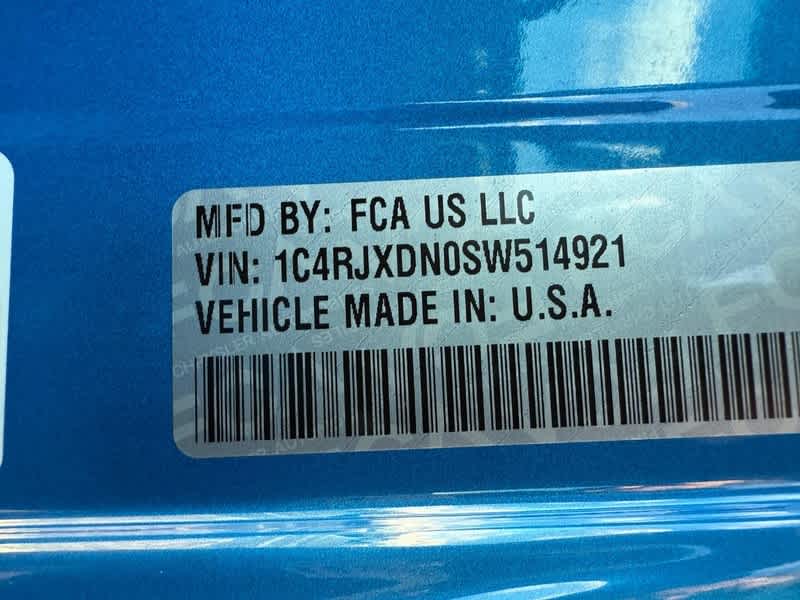 MFD BY: FCA US LLC
VIN: 1C4RJXDN0SW514921
VEHICLE MADE IN: U.S.A.